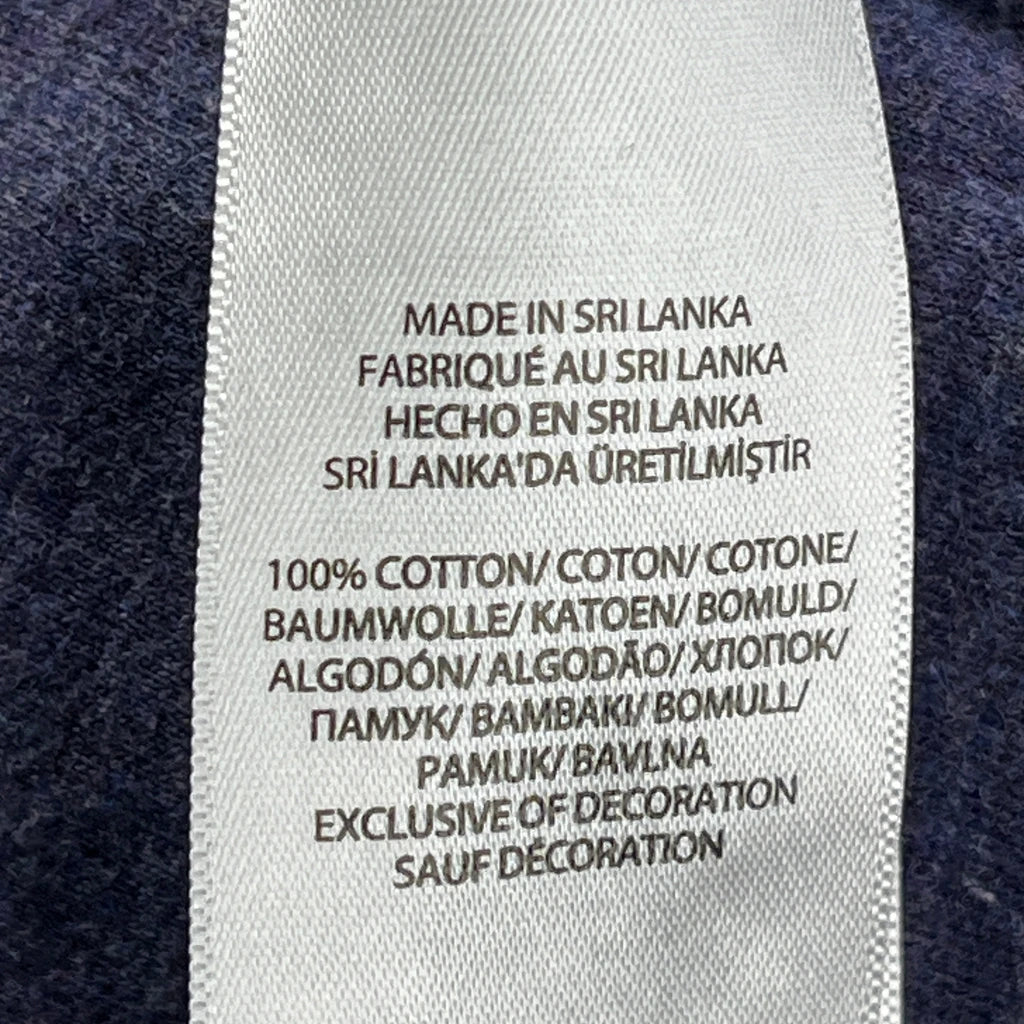 MADE IN SRI LANKA
FABRIQUÉ AU SRI LANKA
HECHO EN SRI LANKA
SRİ LANKA'DA ÜRETİLMİŞTİR
100% COTTON/ COTON/ COTONE/
BAUMWOLLE/ KATOEN/ BOMULD/
ALGODÓN/ ALGODÃO/ ХЛОПОК/
ПАМУК/ ΒΑΜΒΑΚΙ/ BOMULL/
PAMUK/ BAVLNA
EXCLUSIVE OF DECORATION
SAUF DÉCORATION